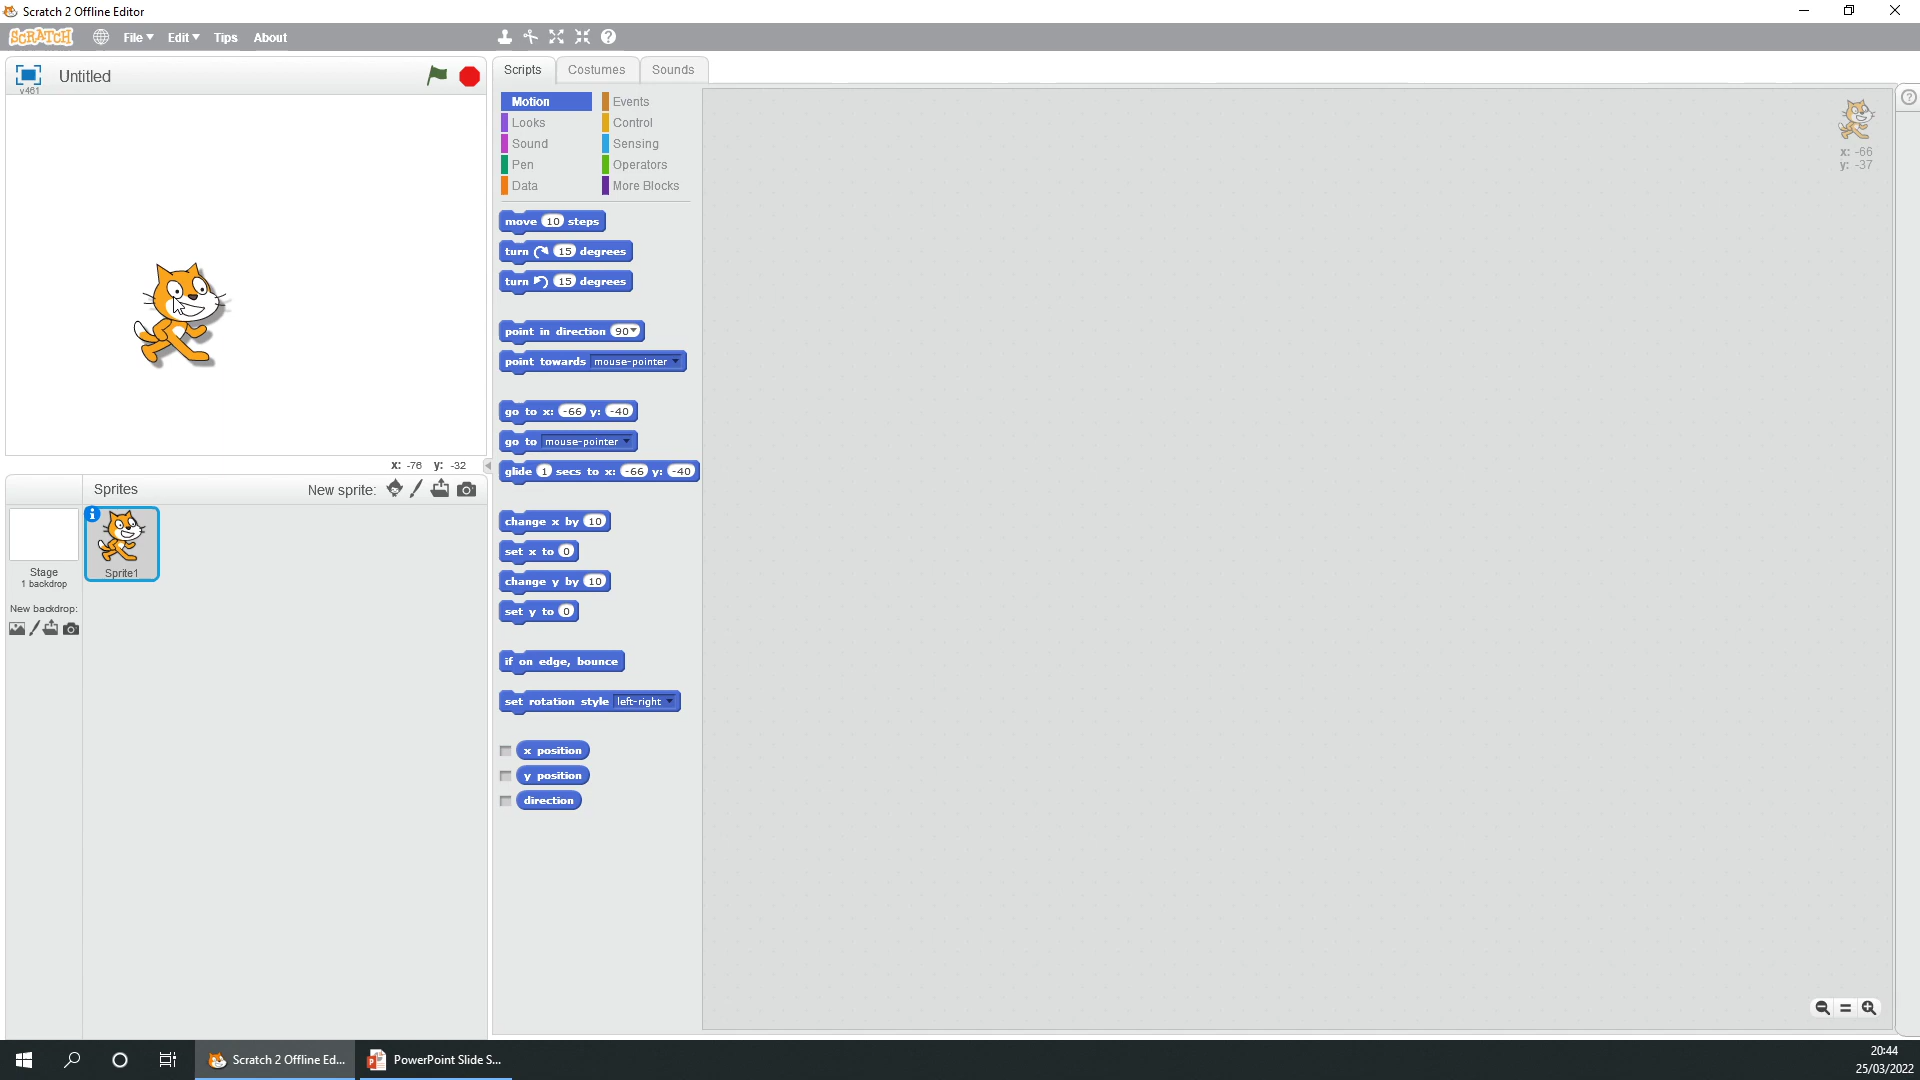 Scratch 2 Offline Editor
SCRATCH
File
Edit
Tips
About
Untitled
v461
Scripts
Costumes
Sounds
Motion
Events
Looks
Control
Sound
Sensing
Pen
Operators
Data
More Blocks
x: -66
y: -37
move 10 steps
turn 15 degrees
turn 15 degrees
point in direction 90
point towards mouse-pointer
go to x: -66 y: -40
go to mouse-pointer
glide 1 secs to x: -66 y: -40
change x by 10
set x to 0
change y by 10
set y to 0
if on edge, bounce
set rotation style left-right
x position
y position
direction
x: -76 y: -32
Sprites
New sprite:
Stage
1 backdrop
Sprite1
New backdrop:
Scratch 2 Offline Ed...
PowerPoint Slide S...
20:44
25/03/2022